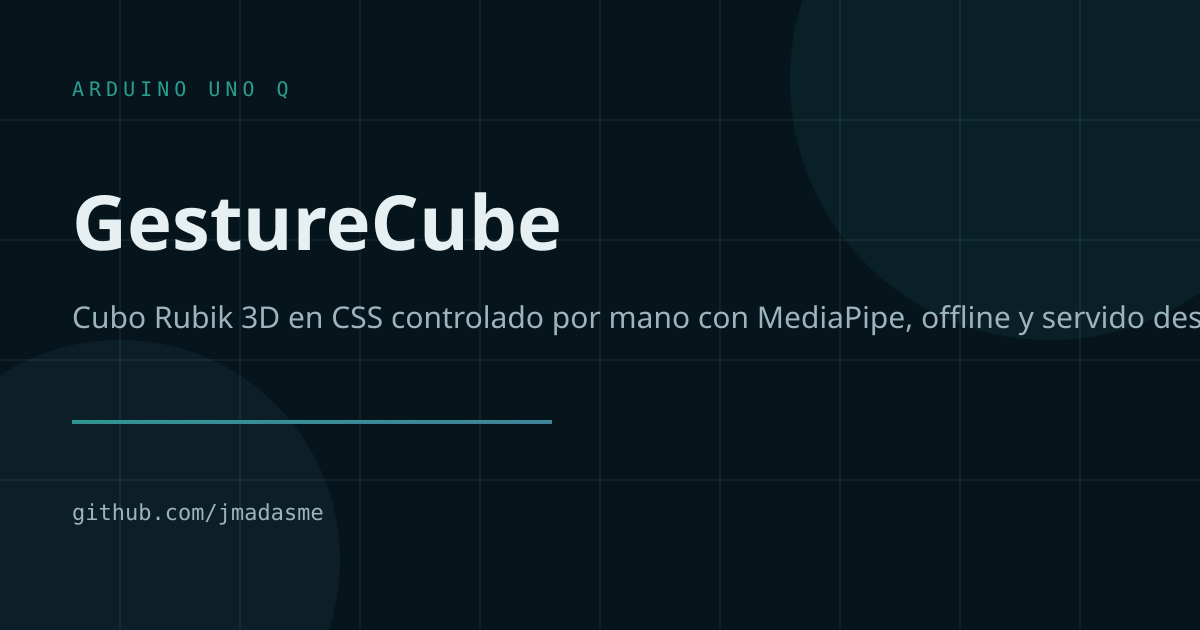 ARDUINO UNO Q
GestureCube
Cubo Rubik 3D en CSS controlado por mano con MediaPipe, offline y servido des
github.com/jmadasme